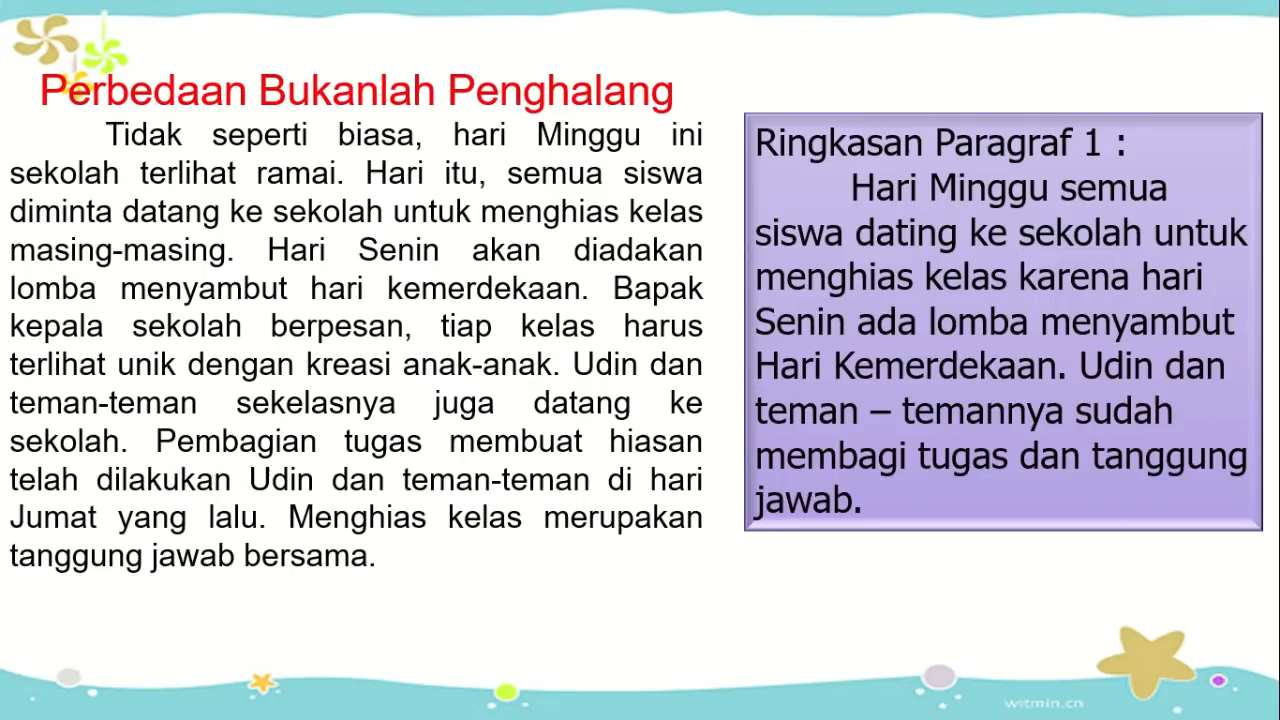 Perbedaan Bukanlah Penghalang
Tidak seperti biasa, hari Minggu ini
sekolah terlihat ramai. Hari itu, semua siswa
diminta datang ke sekolah untuk menghias kelas
masing-masing. Hari Senin akan diadakan
lomba menyambut hari kemerdekaan. Bapak
kepala sekolah berpesan, tiap kelas harus
terlihat unik dengan kreasi anak-anak. Udin dan
teman-teman sekelasnya juga datang ke
sekolah. Pembagian tugas membuat hiasan
telah dilakukan Udin dan teman-teman di hari
Jumat yang lalu. Menghias kelas merupakan
tanggung jawab bersama.
Ringkasan Paragraf 1 :
Hari Minggu semua
siswa dating ke sekolah untuk
menghias kelas karena hari
Senin ada lomba menyambut
Hari Kemerdekaan. Udin dan
teman – temannya sudah
membagi tugas dan tanggung
jawab.
witmin.cn